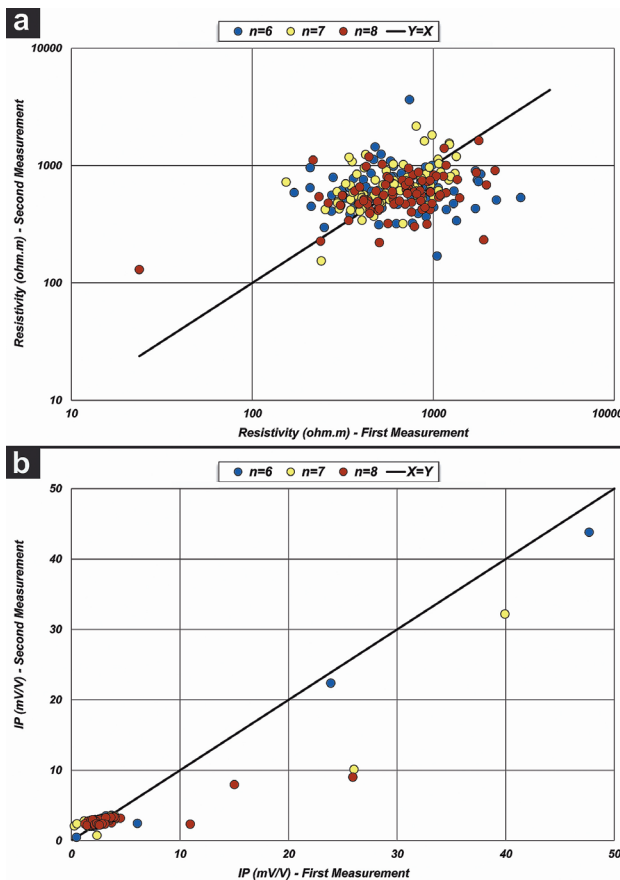 a
n=6 n=7 n=8 Y=X
10000
1000
100
10
Resistivity (ohm.m) - Second Measurement
10 100 1000 10000
Resistivity (ohm.m) - First Measurement
b
n=6 n=7 n=8 X=Y
50
40
30
20
10
0
IP (mV/V) - Second Measurement
0 10 20 30 40 50
IP (mV/V) - First Measurement